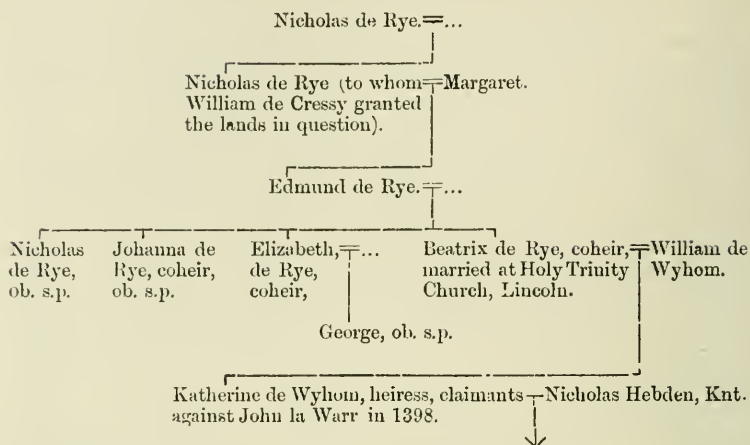 Nicholas de Rye.=...
Nicholas de Rye (to whom=Margaret.
William de Cressy granted
the lands in question).
Edmund de Rye.=...
Nicholas
de Rye,
ob. s.p.
Johanna de
Rye, coheir,
ob. s.p.
Elizabeth,=...
de Rye,
coheir,
Beatrix de Rye, coheir,=William de
married at Holy Trinity Wyhom.
Church, Lincoln.
George, ob. s.p.
Katherine de Wyhom, heiress, claimants=Nicholas Hebden, Knt.
against John la Warr in 1398.